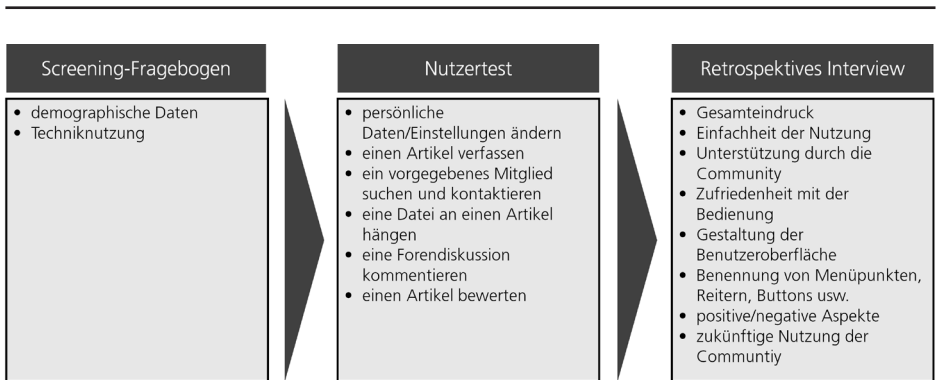 Screening-Fragebogen
• demographische Daten
• Techniknutzung
Nutzertest
• persönliche
Daten/Einstellungen ändern
• einen Artikel verfassen
• ein vorgegebenes Mitglied
suchen und kontaktieren
• eine Datei an einen Artikel
hängen
• eine Forendiskussion
kommentieren
• einen Artikel bewerten
Retrospektives Interview
• Gesamteindruck
• Einfachheit der Nutzung
• Unterstützung durch die
Community
• Zufriedenheit mit der
Bedienung
• Gestaltung der
Benutzeroberfläche
• Benennung von Menüpunkten,
Reitern, Buttons usw.
• positive/negative Aspekte
• zukünftige Nutzung der
Communtiy